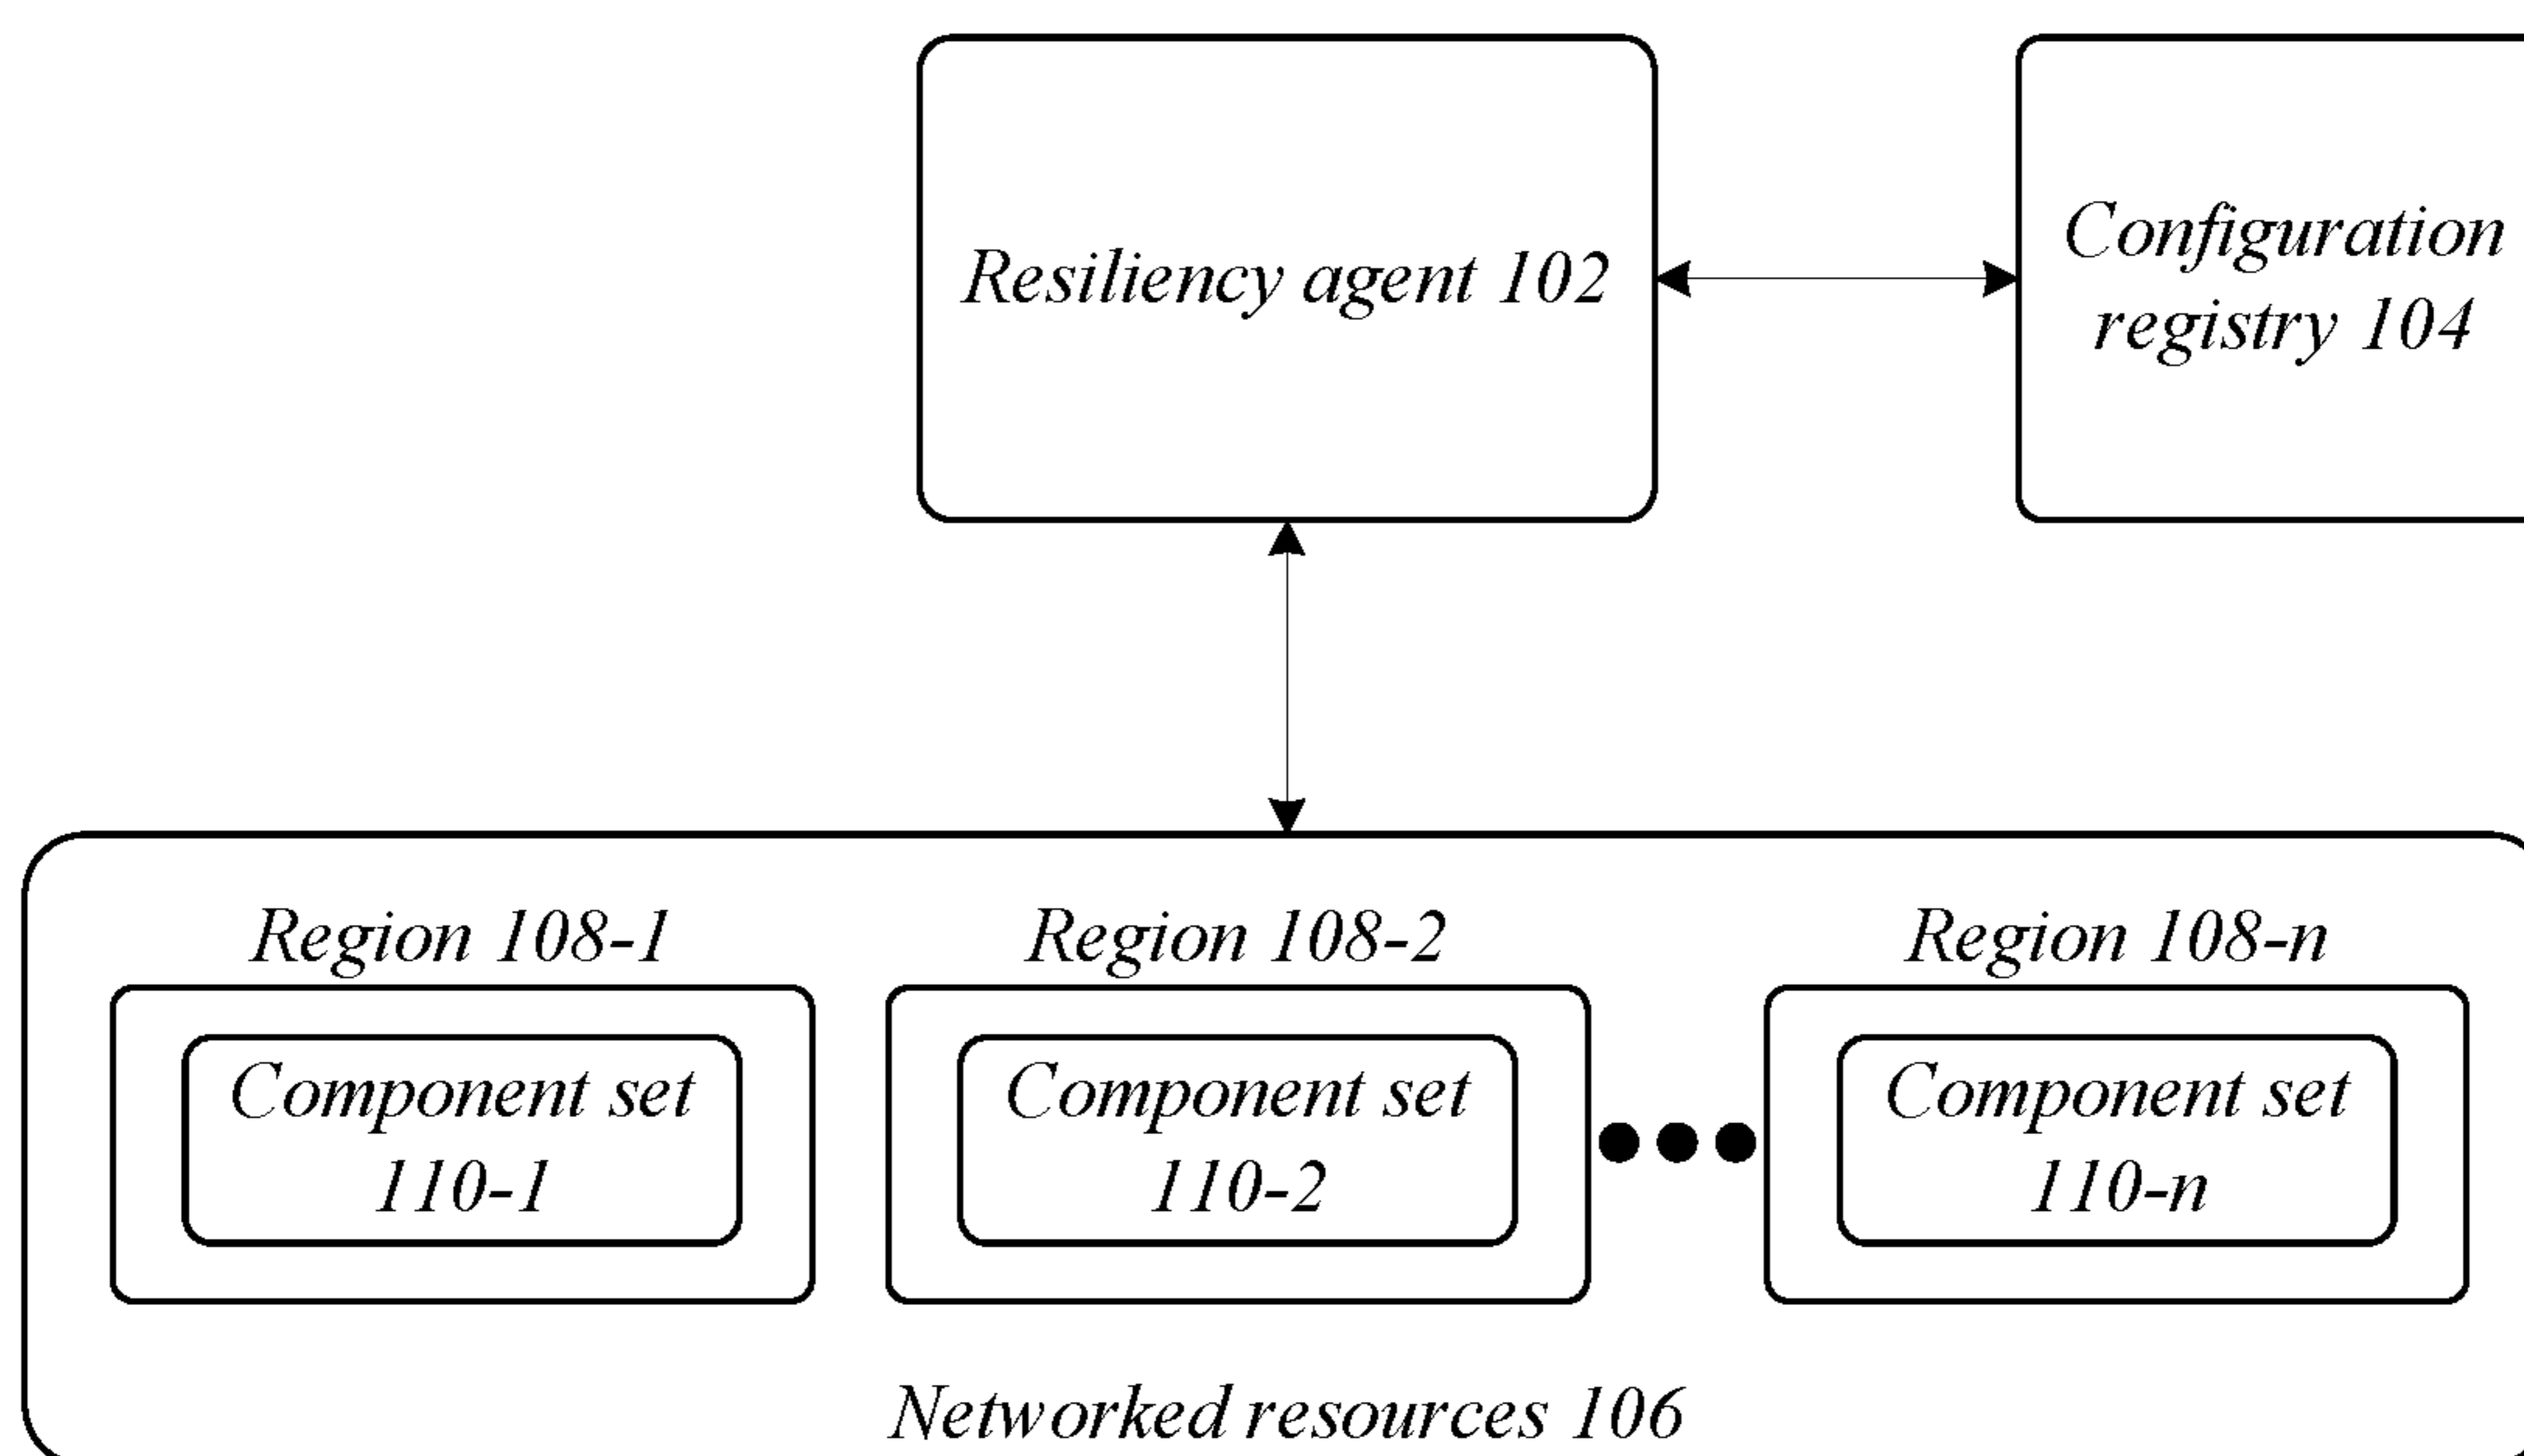 Resiliency agent 102
Configuration
registry 104
Region 108-1
Region 108-2
Region 108-n
Component set
110-1
Component set
110-2
Component set
110-n
Networked resources 106